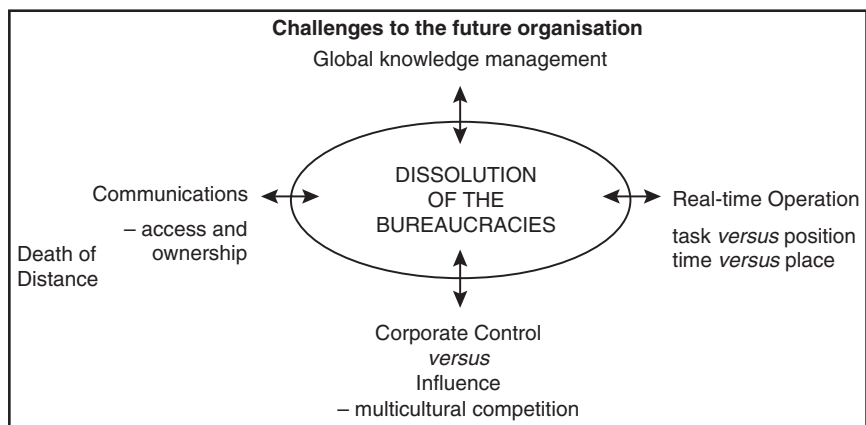 Challenges to the future organisation
Global knowledge management
DISSOLUTION
OF THE
BUREAUCRACIES
Communications
– access and
ownership
Death of
Distance
Real-time Operation
task versus position
time versus place
Corporate Control
versus
Influence
– multicultural competition